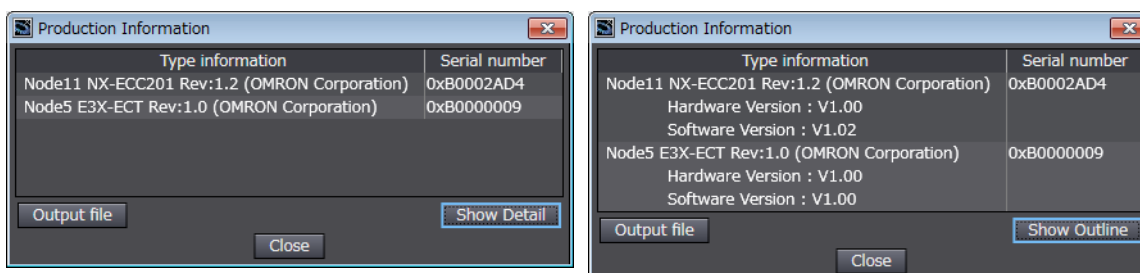 Production Information
Type information Serial number
Node11 NX-ECC201 Rev:1.2 (OMRON Corporation) 0xB0002AD4
Node5 E3X-ECT Rev:1.0 (OMRON Corporation) 0xB0000009
Output file Show Detail
Close
Production Information
Type information Serial number
Node11 NX-ECC201 Rev:1.2 (OMRON Corporation) 0xB0002AD4
Hardware Version : V1.00
Software Version : V1.02
Node5 E3X-ECT Rev:1.0 (OMRON Corporation) 0xB0000009
Hardware Version : V1.00
Software Version : V1.00
Output file Show Outline
Close